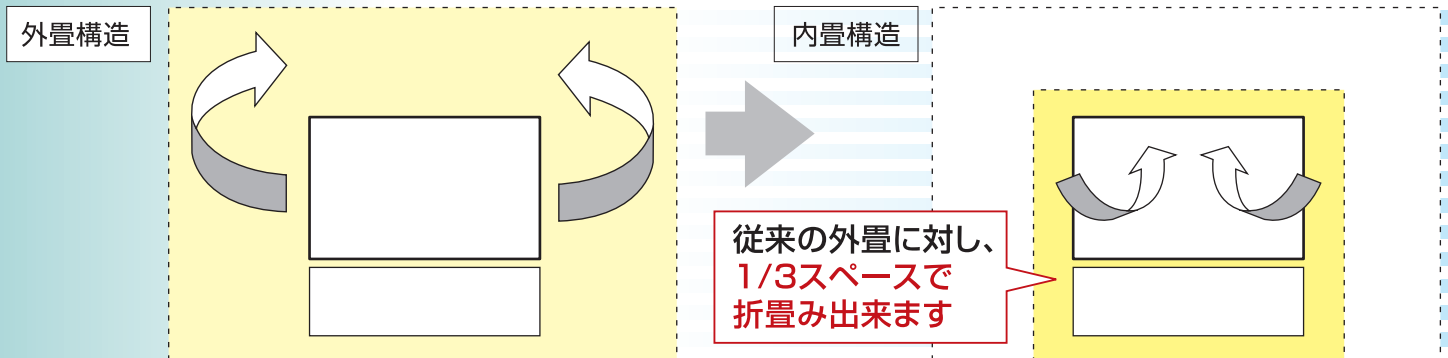 外畳構造
内畳構造
従来の外畳に対し、
1/3スペースで
折畳み出来ます